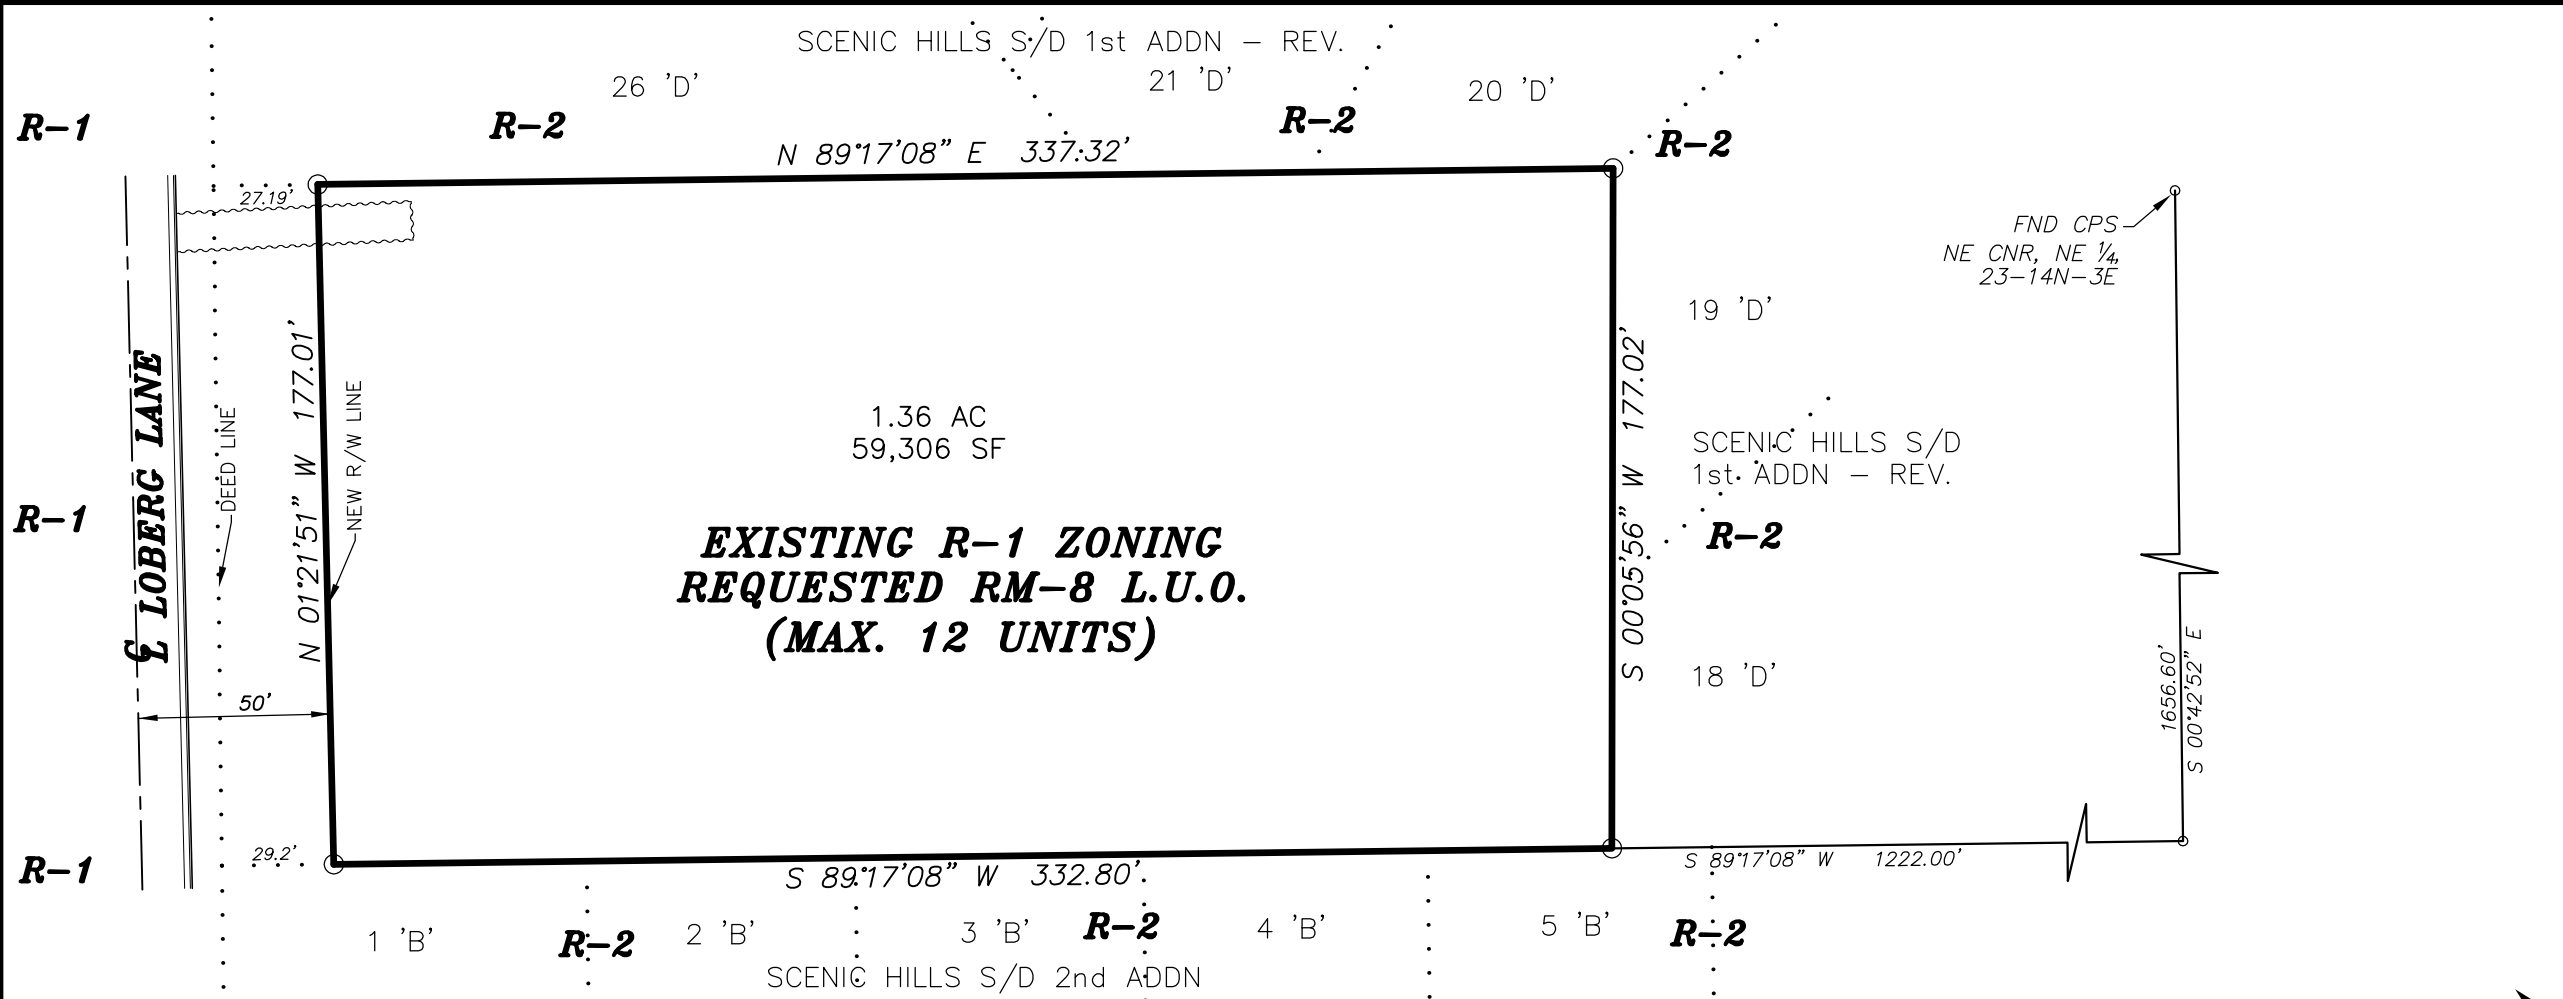 SCENIC HILLS S/D 1st ADDN – REV.
26 'D'
21 'D'
20 'D'
R–1
R–2
R–2
R–2
N 89°17'08" E 337.32'
27.19'
FND CPS
NE CNR, NE ¼,
23–14N–3E
19 'D'
N 01°21'51" W 177.01'
S 00°05'56" W 177.02'
℄ LOBERG LANE
DEED LINE
NEW R/W LINE
1.36 AC
59,306 SF
SCENIC HILLS S/D
1st ADDN – REV.
R–1
R–2
EXISTING R–1 ZONING
REQUESTED RM–8 L.U.O.
(MAX. 12 UNITS)
18 'D'
50'
1656.60'
S 00°42'52" E
29.2'
R–1
S 89°17'08" W 332.80'
S 89°17'08" W 1222.00'
1 'B'
R–2
2 'B'
3 'B'
R–2
4 'B'
5 'B'
R–2
SCENIC HILLS S/D 2nd ADDN